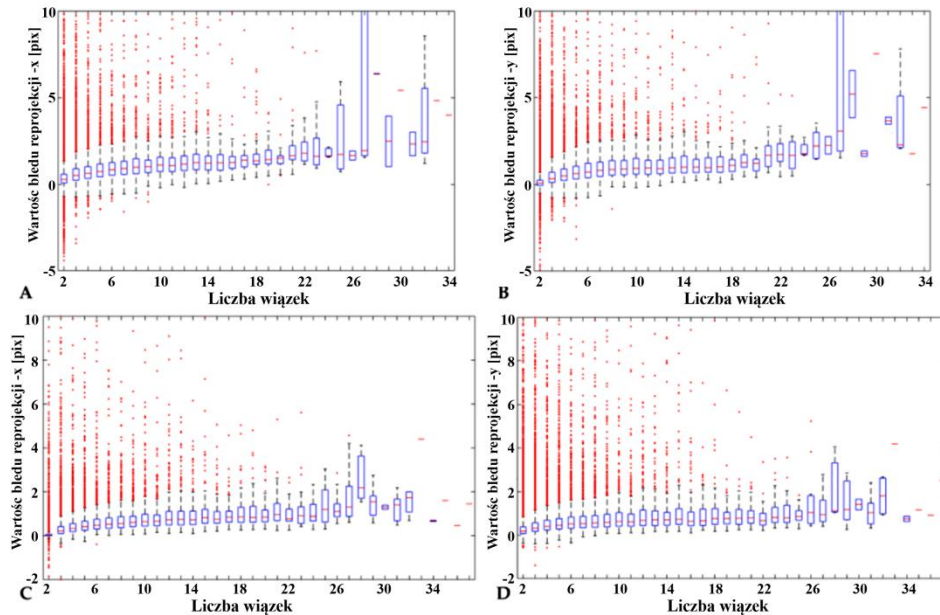 10 10
Wartośc błedu reprojekcji -x [pix] Wartośc błedu reprojekcji -y [pix]
5 5
0 0
-5 -5
2 6 10 14 18 22 26 30 34 2 6 10 14 18 22 26 30 34
A Liczba wiązek B Liczba wiązek
10 10
Wartośc błedu reprojekcji -x [pix] Wartośc błedu reprojekcji -y [pix]
8 8
6 6
4 4
2 2
0 0
-2 -2
2 6 10 14 18 22 26 30 34 2 6 10 14 18 22 26 30 34
C Liczba wiązek D Liczba wiązek